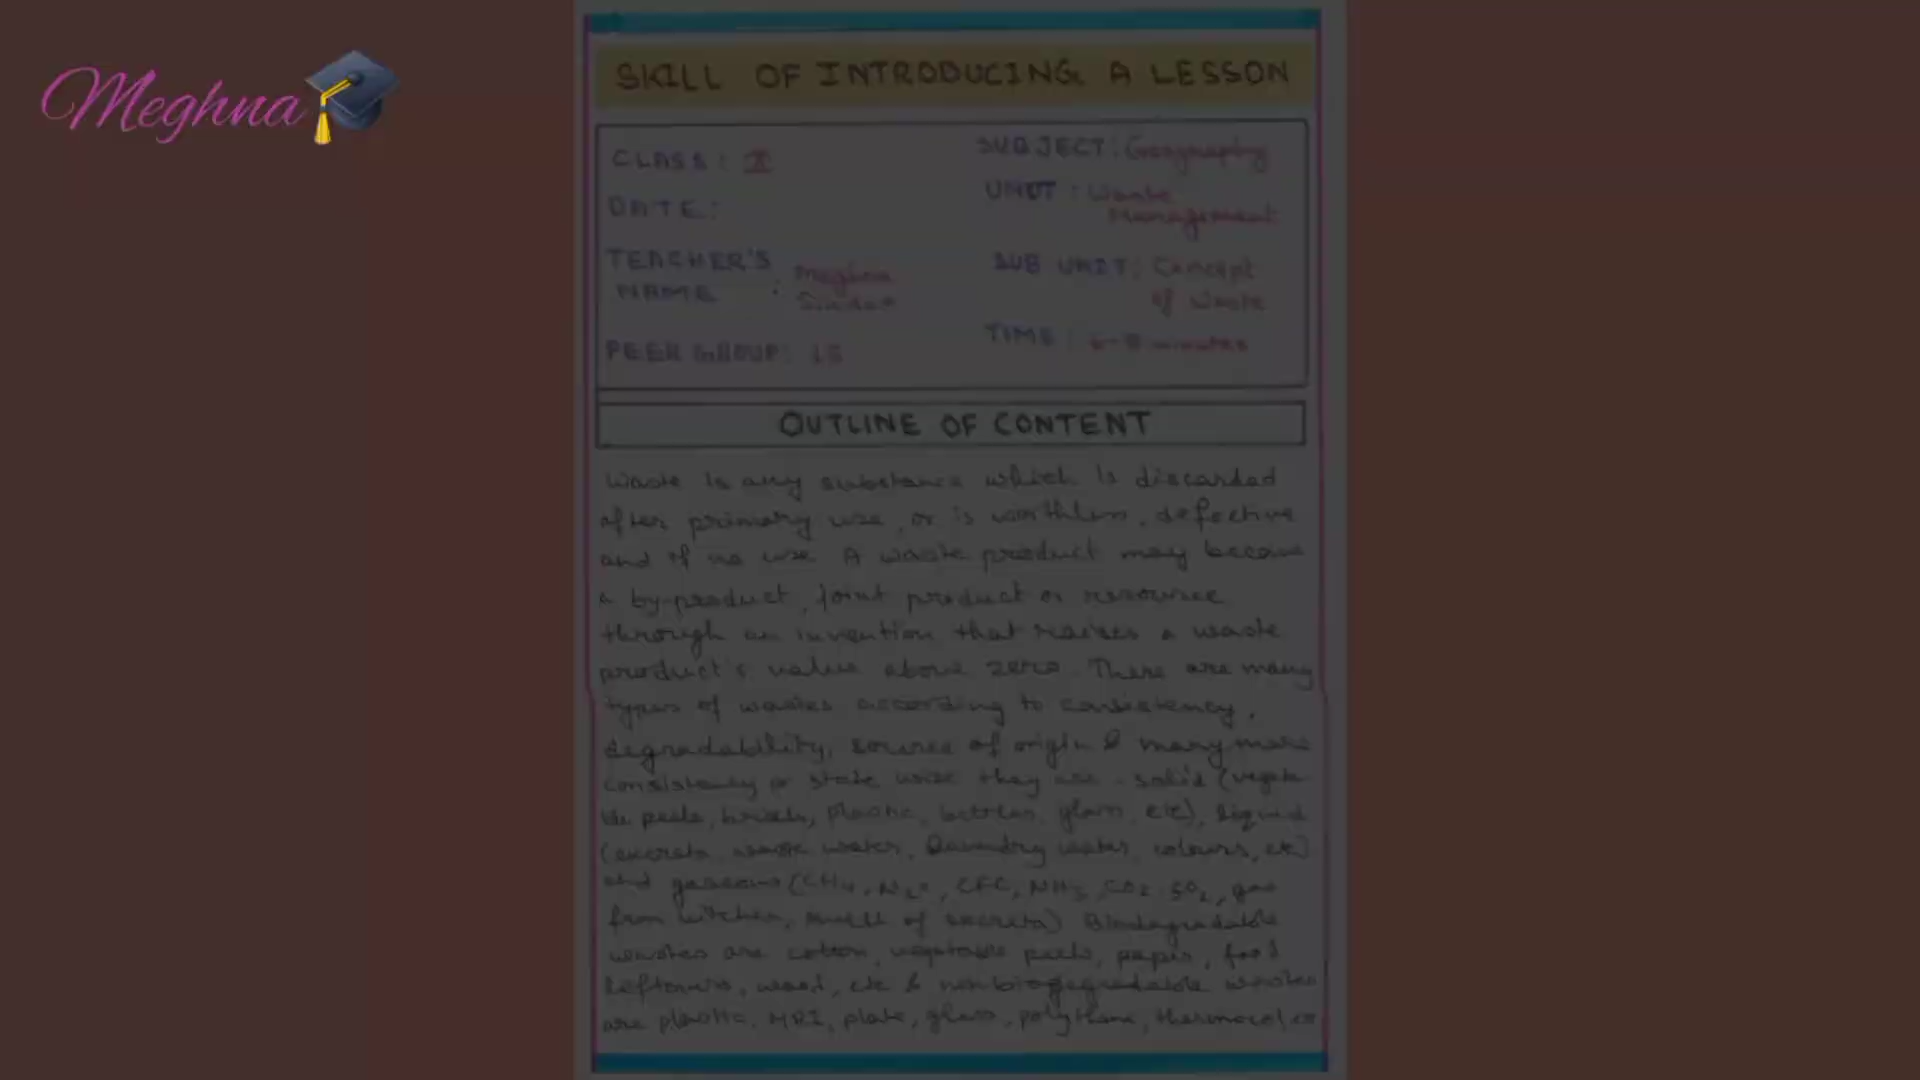 Meghna
SKILL OF INTRODUCING A LESSON
CLASS: X
SUBJECT: Geography
DATE:
UNIT: Waste
Management
TEACHER'S
NAME : Meghna
SUB UNIT: Concept
of Waste
PEER GROUP: 15
TIME: 6-8 minutes
OUTLINE OF CONTENT
Waste is any substance which is discarded
after primary use, or is worthless, defective
and of no use. A waste product may become
a by-product, joint product or resource
through an invention that raises a waste
product's value above zero. There are many
types of wastes according to consistency,
degradability, source of origin & many more
consistency or state wise they are - solid (vegeta
ble peels, bricks, plastic, bottles, glass, etc), liquid
(excreta, waste water, laundry water, colours, etc)
and gaseous (CH4, N2O, CFC, NH3, CO2, SO2, gas
from kitchen, smell of excreta) Biodegradable
wastes are cotton, vegetable peels, paper, food
leftovers, wood, etc & nonbiodegradable wastes
are plastic, plate, glass, polythene, thermocol